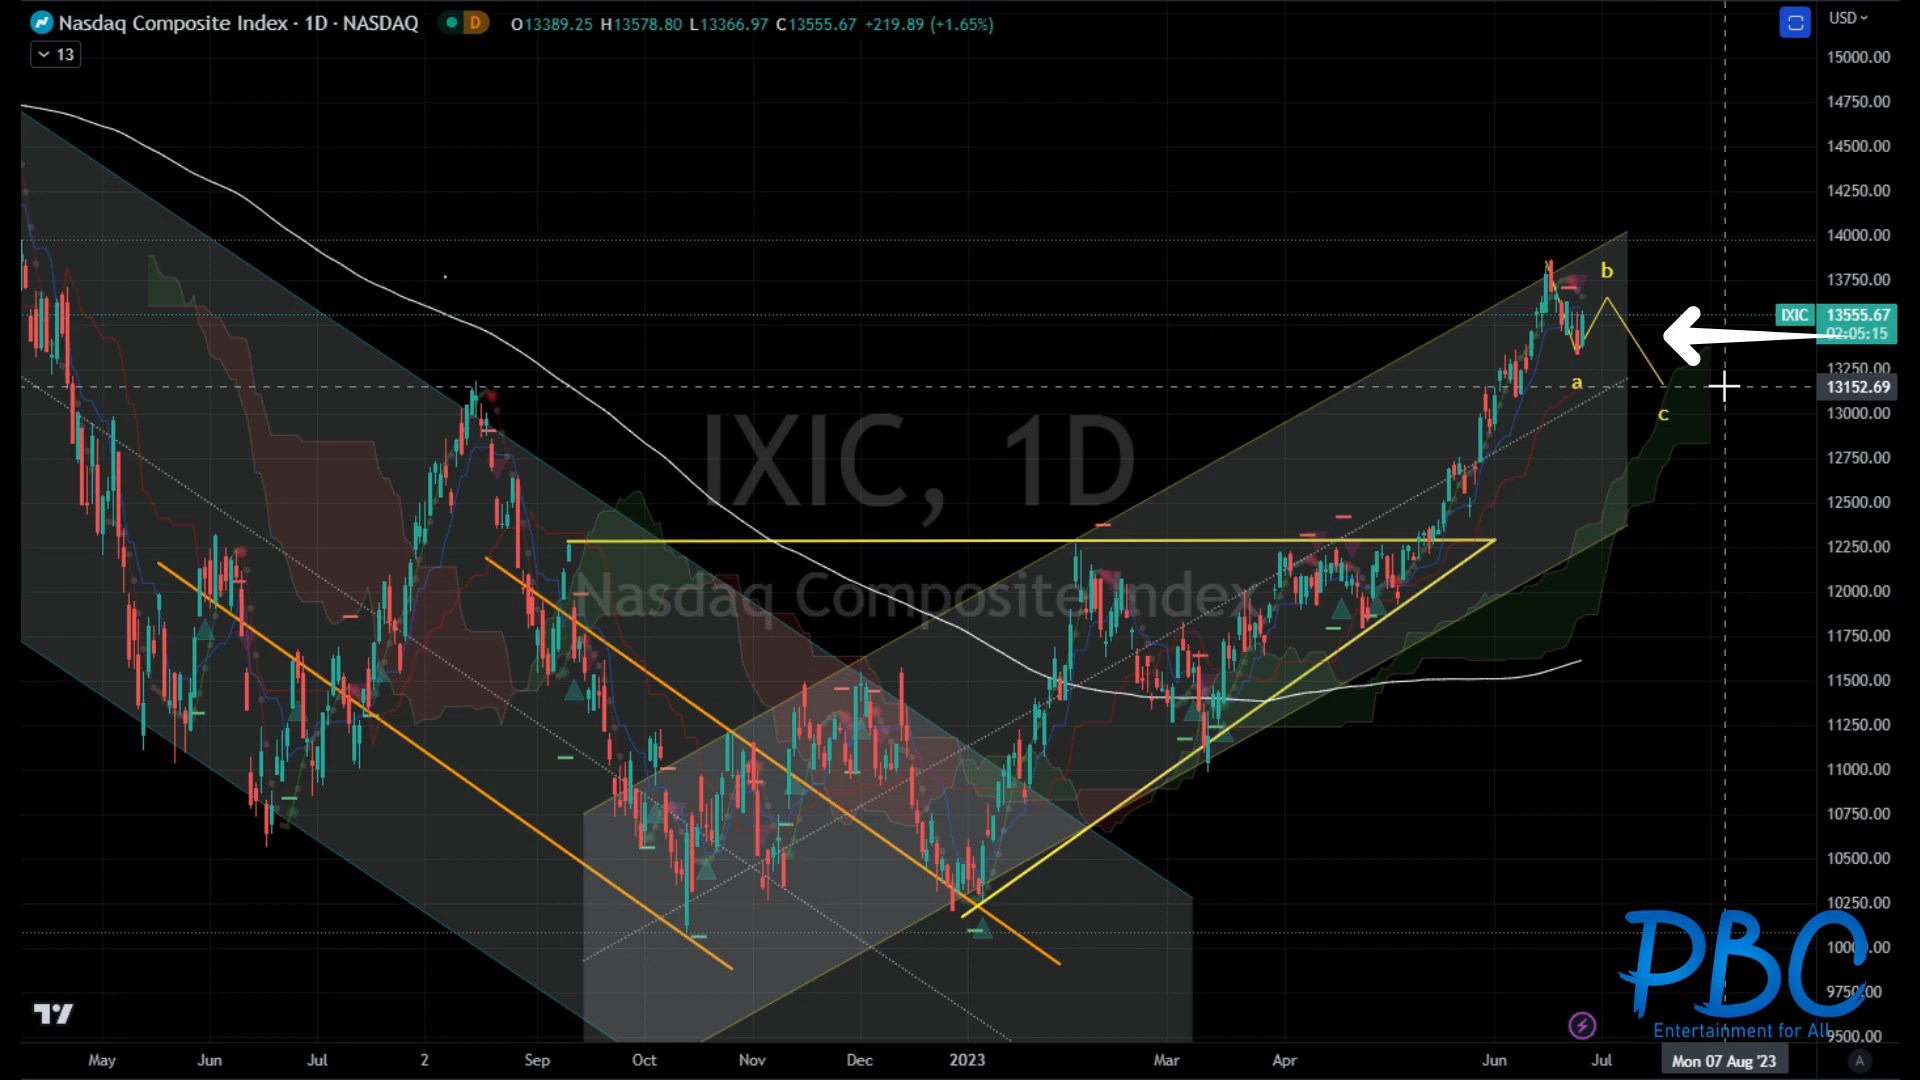 Nasdaq Composite Index · 1D · NASDAQ D O13389.25 H13578.80 L13366.97 C13555.67 +219.89 (+1.65%)
USD
13
15000.00
14750.00
14500.00
14250.00
14000.00
13750.00
IXIC 13555.67
02:05:15
13250.00
13152.69
13000.00
12750.00
12500.00
12250.00
12000.00
11750.00
11500.00
11250.00
11000.00
10750.00
10500.00
10250.00
10000.00
9750.00
9500.00
b
a
c
IXIC, 1D
Nasdaq Composite Index
PBC
Entertainment for All
May Jun Jul 2 Sep Oct Nov Dec 2023 Mar Apr Jun Jul Mon 07 Aug '23 A